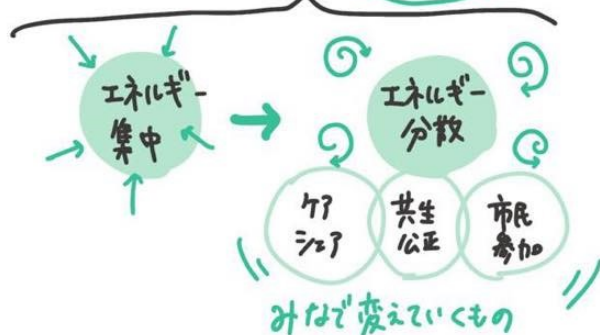 エネルギー
集中
エネルギー
分散
ケア
シェア
共生
公正
市民
参加
みなで変えていくもの